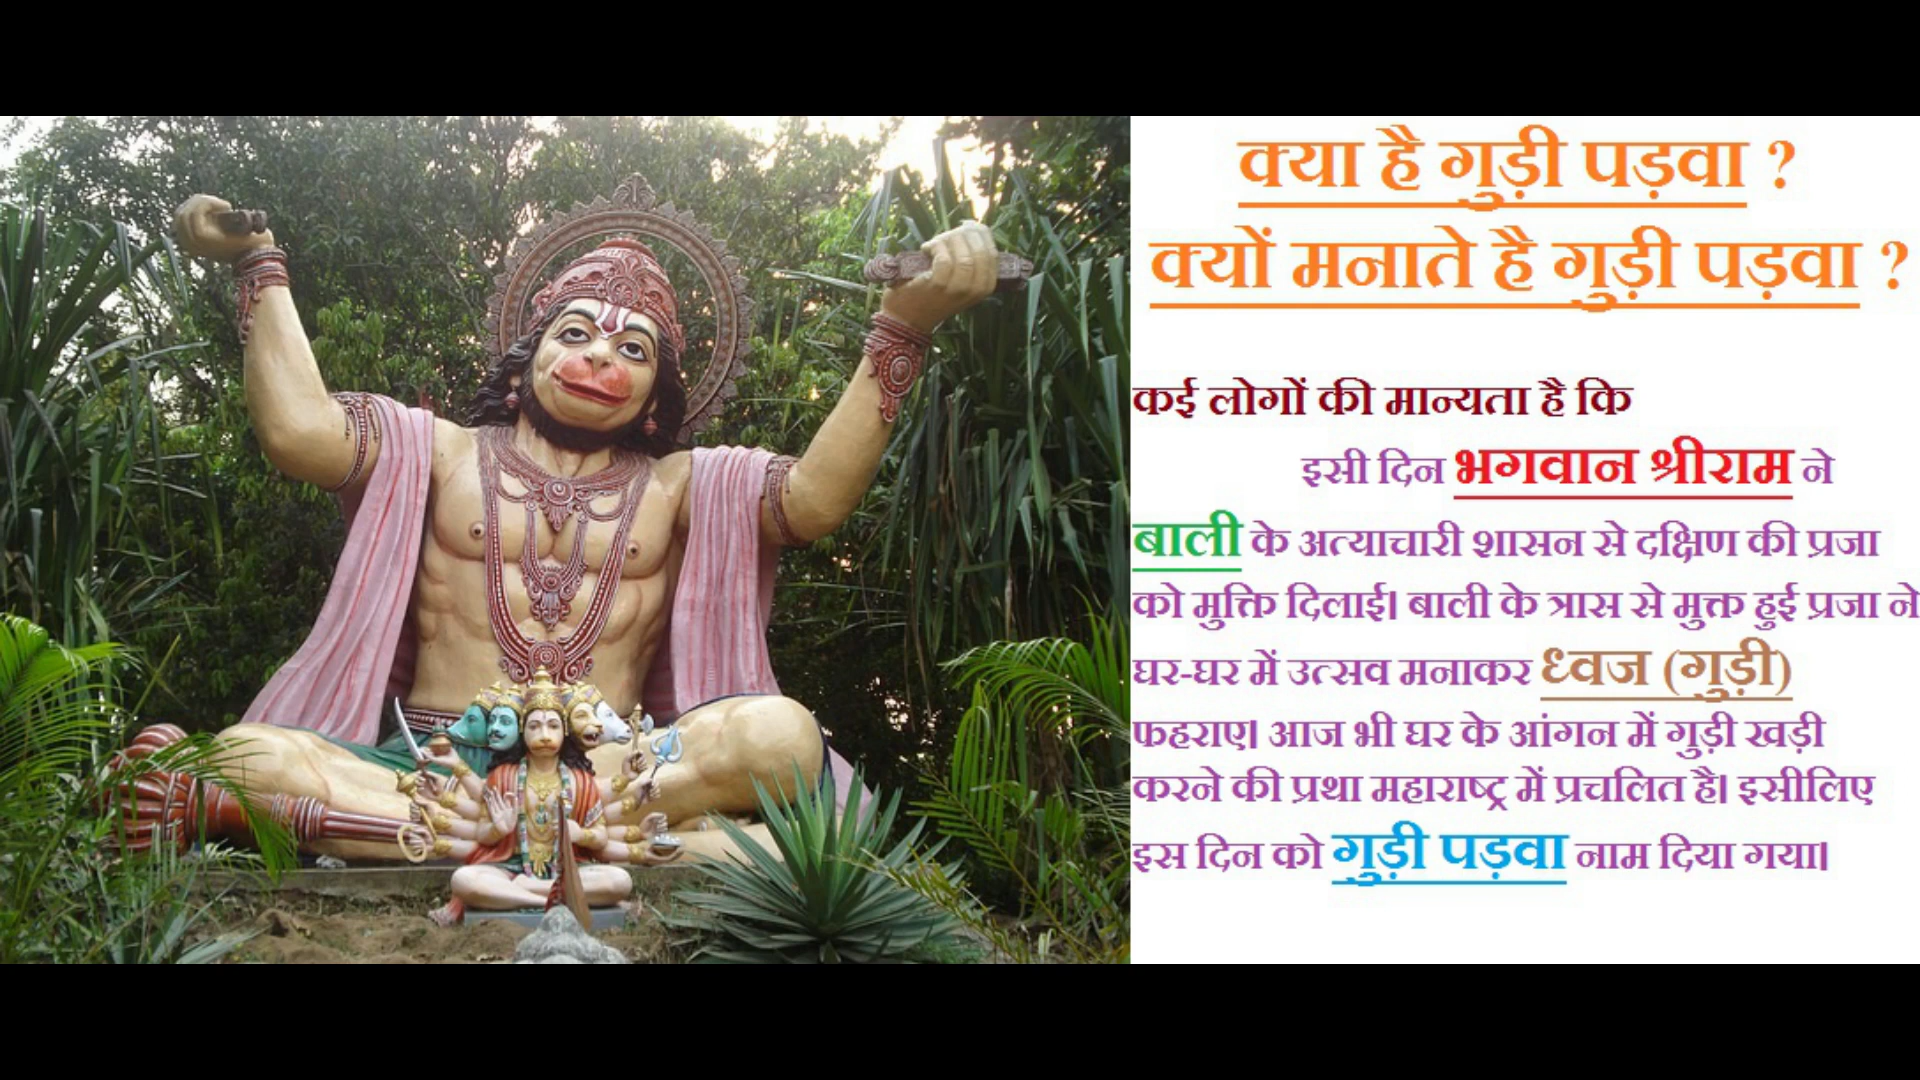 क्या है गुड़ी पड़वा ?
क्यों मनाते है गुड़ी पड़वा ?
कई लोगों की मान्यता है कि
इसी दिन भगवान श्रीराम ने
बाली के अत्याचारी शासन से दक्षिण की प्रजा
को मुक्ति दिलाई। बाली के त्रास से मुक्त हुई प्रजा ने
घर-घर में उत्सव मनाकर ध्वज (गुड़ी)
फहराए। आज भी घर के आंगन में गुड़ी खड़ी
करने की प्रथा महाराष्ट्र में प्रचलित है। इसीलिए
इस दिन को गुड़ी पड़वा नाम दिया गया।